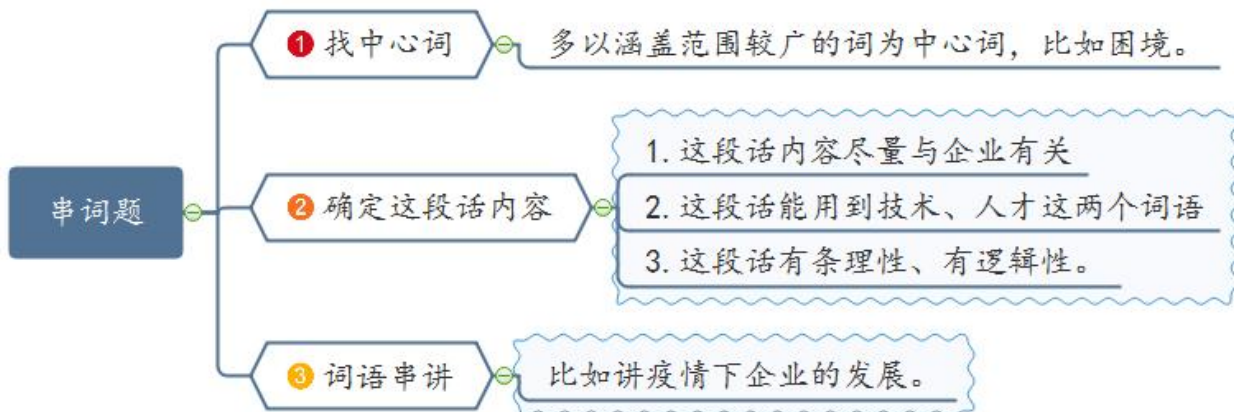 串词题
1 找中心词
多以涵盖范围较广的词为中心词，比如困境。
2 确定这段话内容
1.这段话内容尽量与企业有关
2.这段话能用到技术、人才这两个词语
3.这段话有条理性、有逻辑性。
3 词语串讲
比如讲疫情下企业的发展。